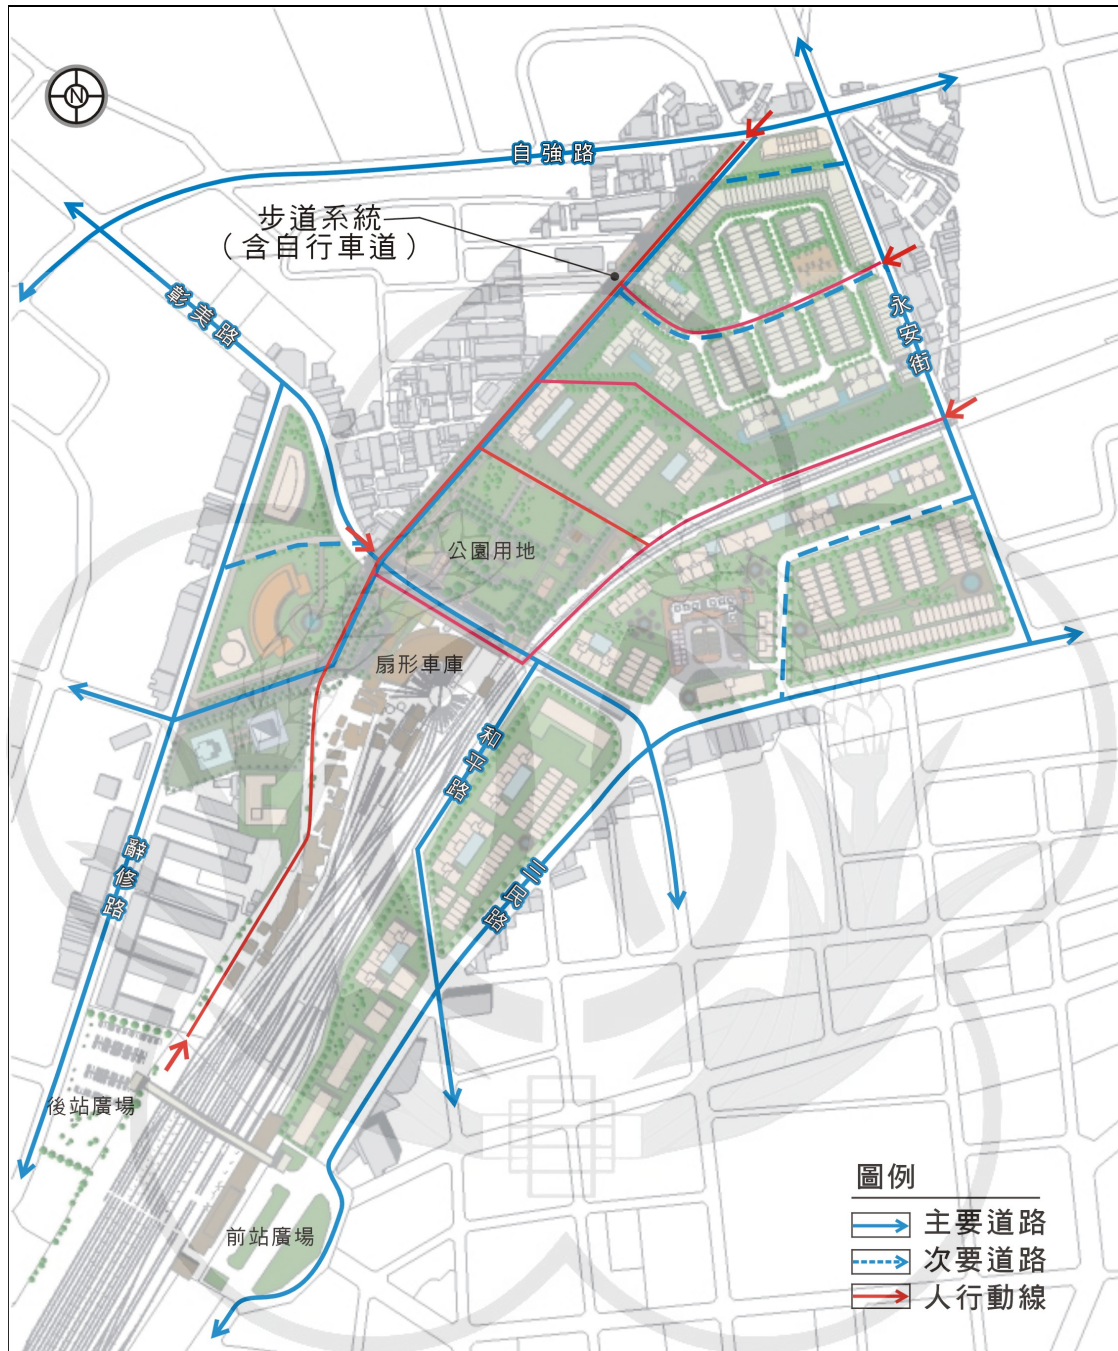 N
自強路
步道系統
（含自行車道）
彰美路
永安街
公園用地
扇形車庫
和平路
三民路
辭修路
後站廣場
前站廣場
圖例
主要道路
次要道路
人行動線